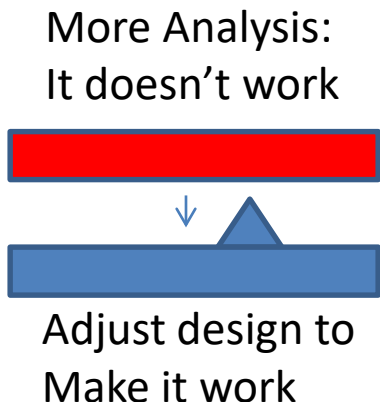 More Analysis:
It doesn’t work
Adjust design to
Make it work